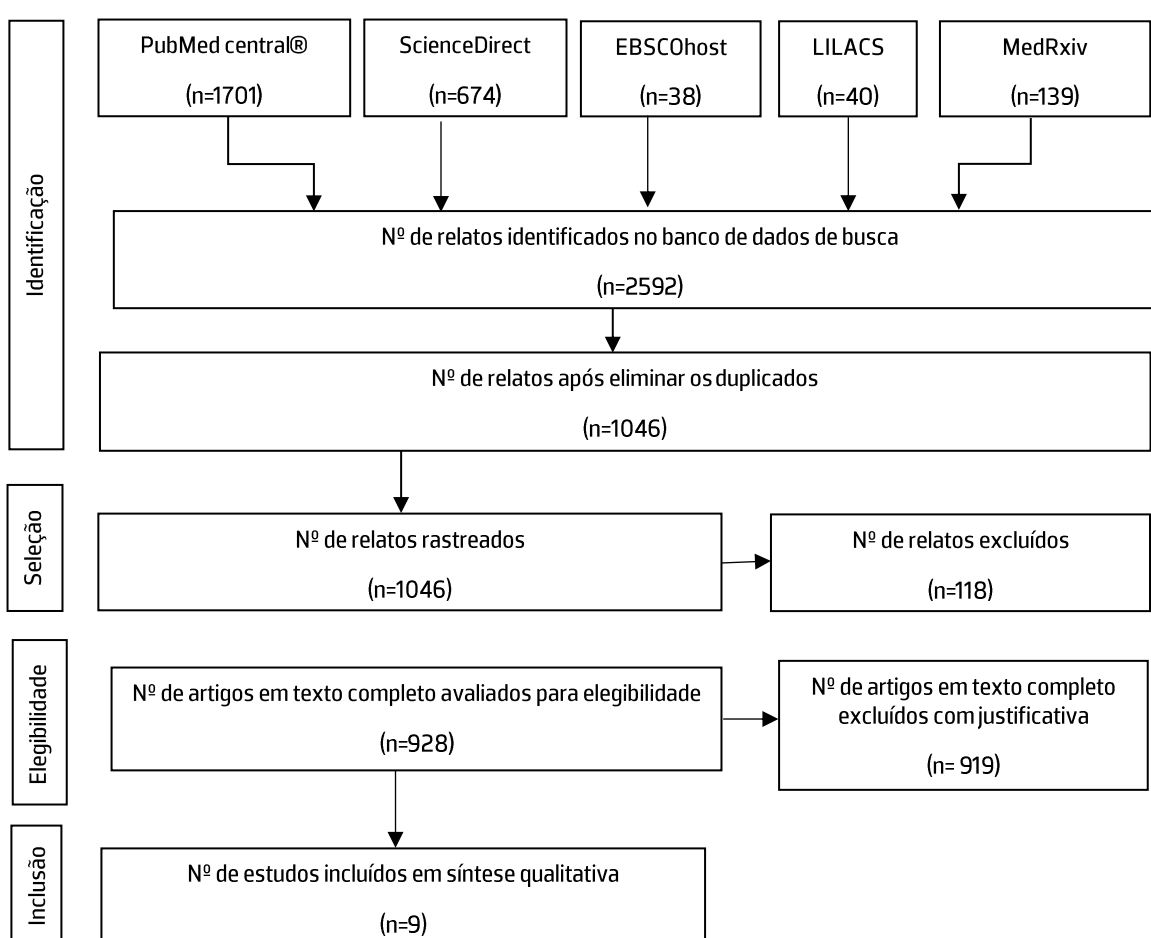 Identificação
PubMed central®
(n=1701)
ScienceDirect
(n=674)
EBSCOhost
(n=38)
LILACS
(n=40)
MedRxiv
(n=139)
Nº de relatos identificados no banco de dados de busca
(n=2592)
Nº de relatos após eliminar os duplicados
(n=1046)
Seleção
Nº de relatos rastreados
(n=1046)
Nº de relatos excluídos
(n=118)
Elegibilidade
Nº de artigos em texto completo avaliados para elegibilidade
(n=928)
Nº de artigos em texto completo
excluídos com justificativa
(n= 919)
Inclusão
Nº de estudos incluídos em síntese qualitativa
(n=9)